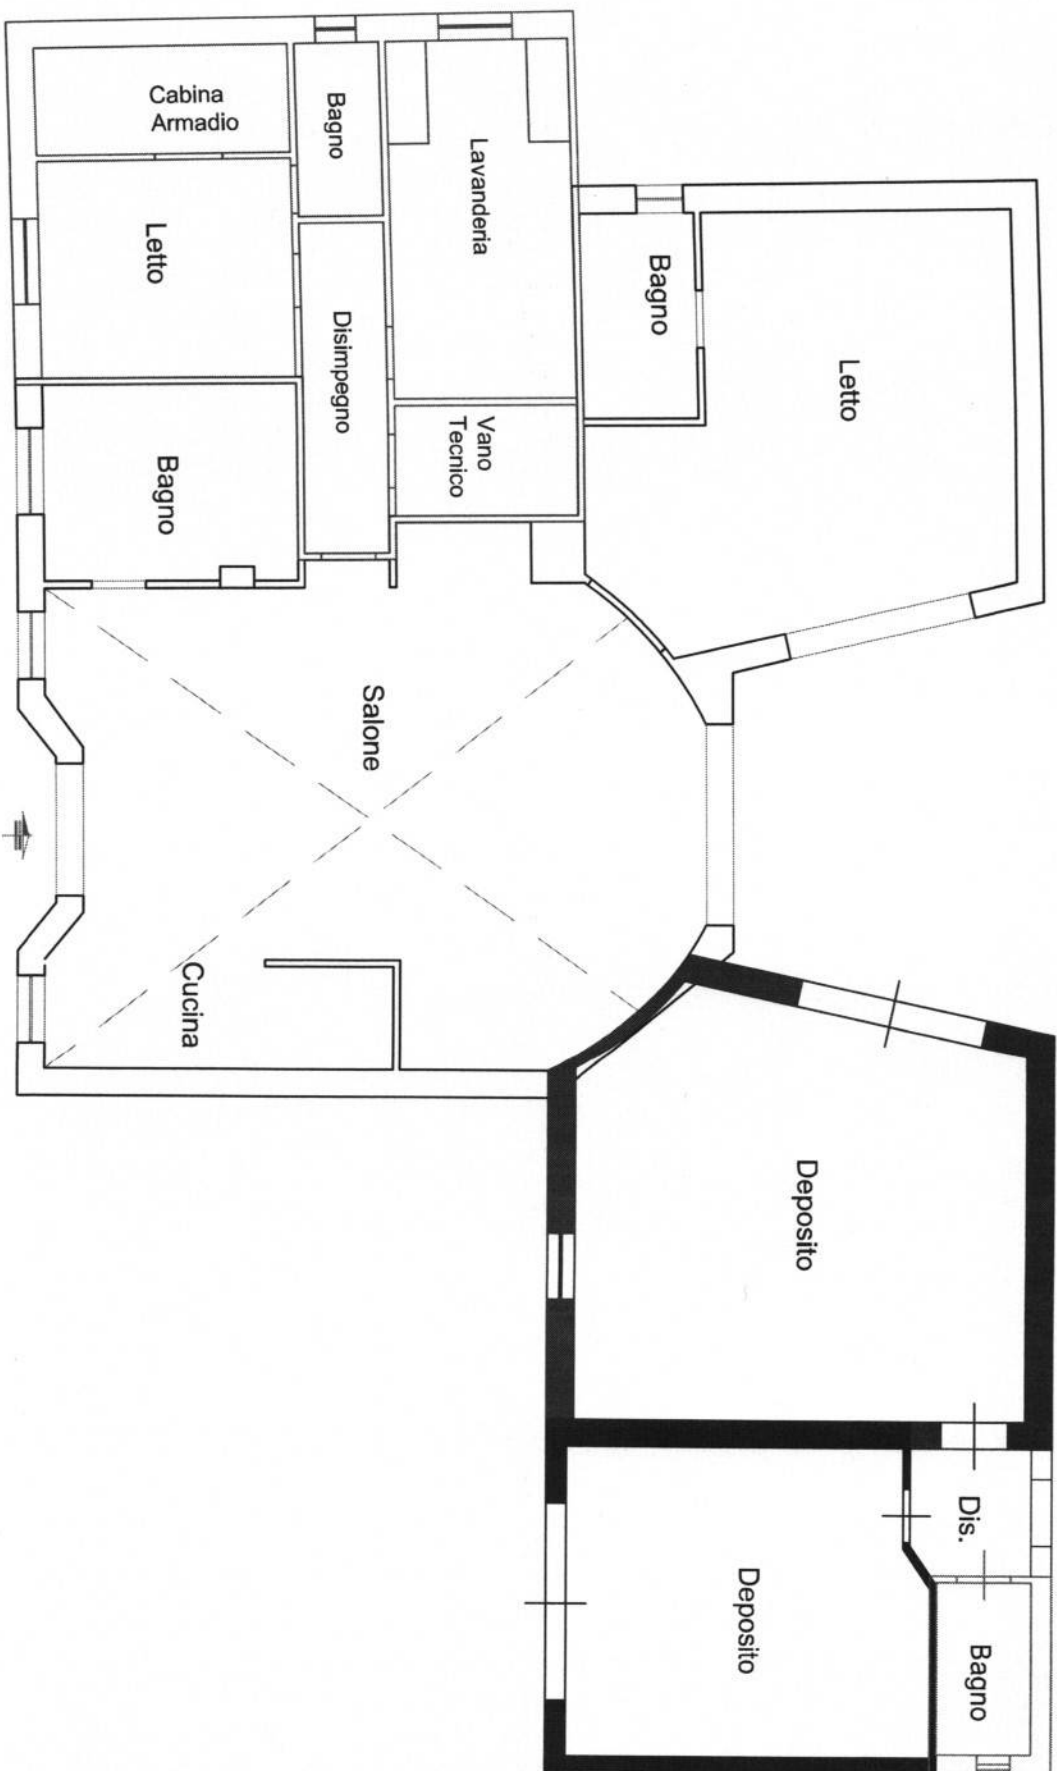 Cabina
Armadio
Bagno
Lavanderia
Letto
Disimpegno
Bagno
Letto
Vano
Tecnico
Bagno
Salone
Cucina
Deposito
Dis.
Deposito
Bagno